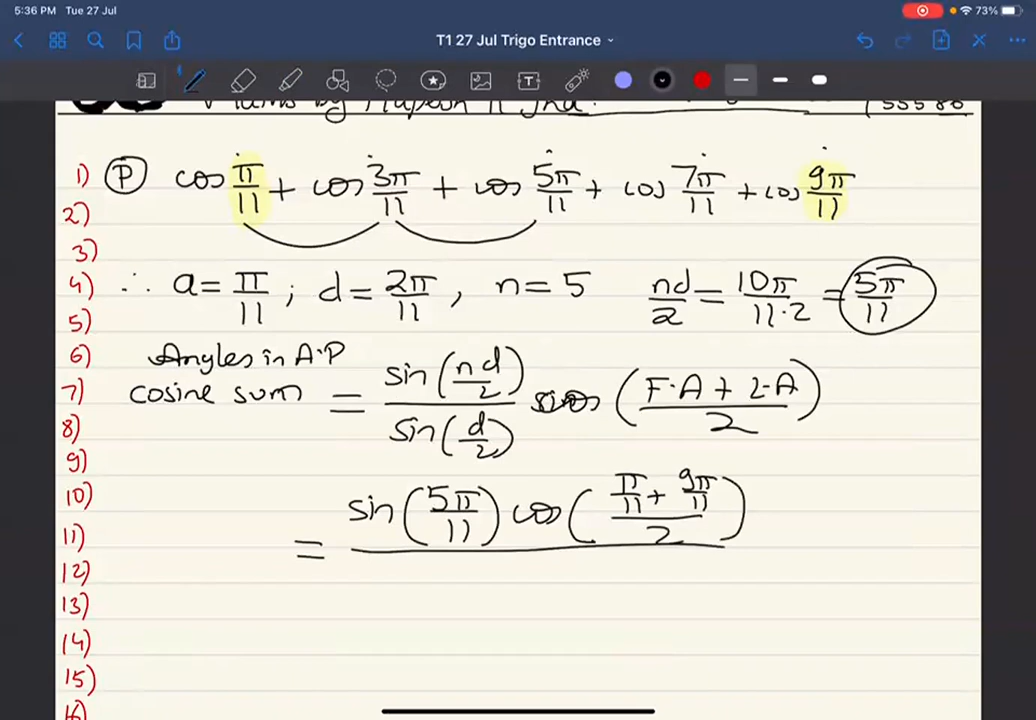 5:36 PM Tue 27 Jul 73%
T1 27 Jul Trigo Entrance
by
1) P cos π/11 + cos 3π/11 + cos 5π/11 + cos 7π/11 + cos 9π/11
2)
3)
4) ∴ a = π/11 ; d = 2π/11 , n = 5 nd/2 = 10π/11·2 = 5π/11
5)
6) Angles in A·P
7) cosine sum = sin(nd/2)/sin(d/2) cos (F·A + L·A/2)
8)
9)
10)
11) = sin(5π/11) cos(π/11 + 9π/11/2)
12)
13)
14)
15)
16)